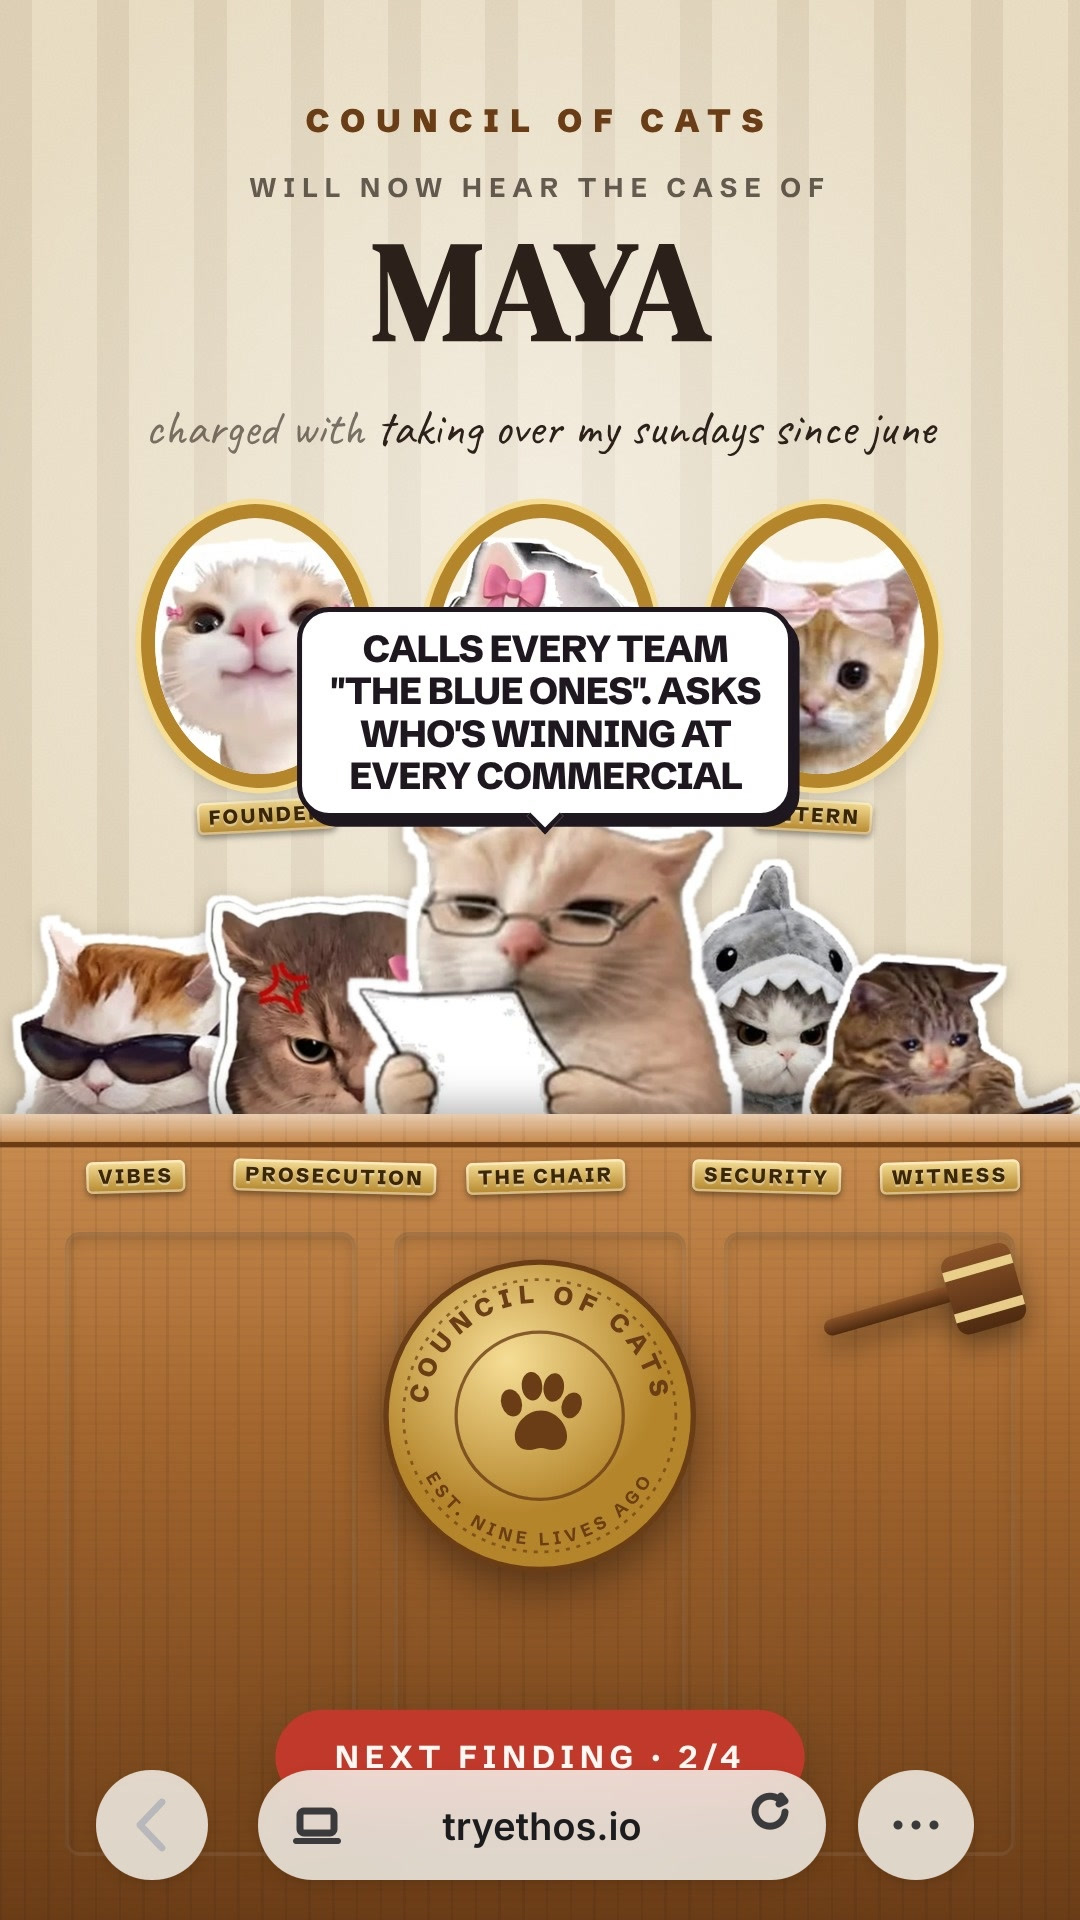 COUNCIL OF CATS
WILL NOW HEAR THE CASE OF
MAYA
charged with taking over my sundays since june
CALLS EVERY TEAM
"THE BLUE ONES". ASKS
WHO'S WINNING AT
EVERY COMMERCIAL
VIBES
PROSECUTION
THE CHAIR
SECURITY
WITNESS
COUNCIL OF CATS
EST. NINE LIVES AGO
NEXT FINDING · 2/4
tryethos.io